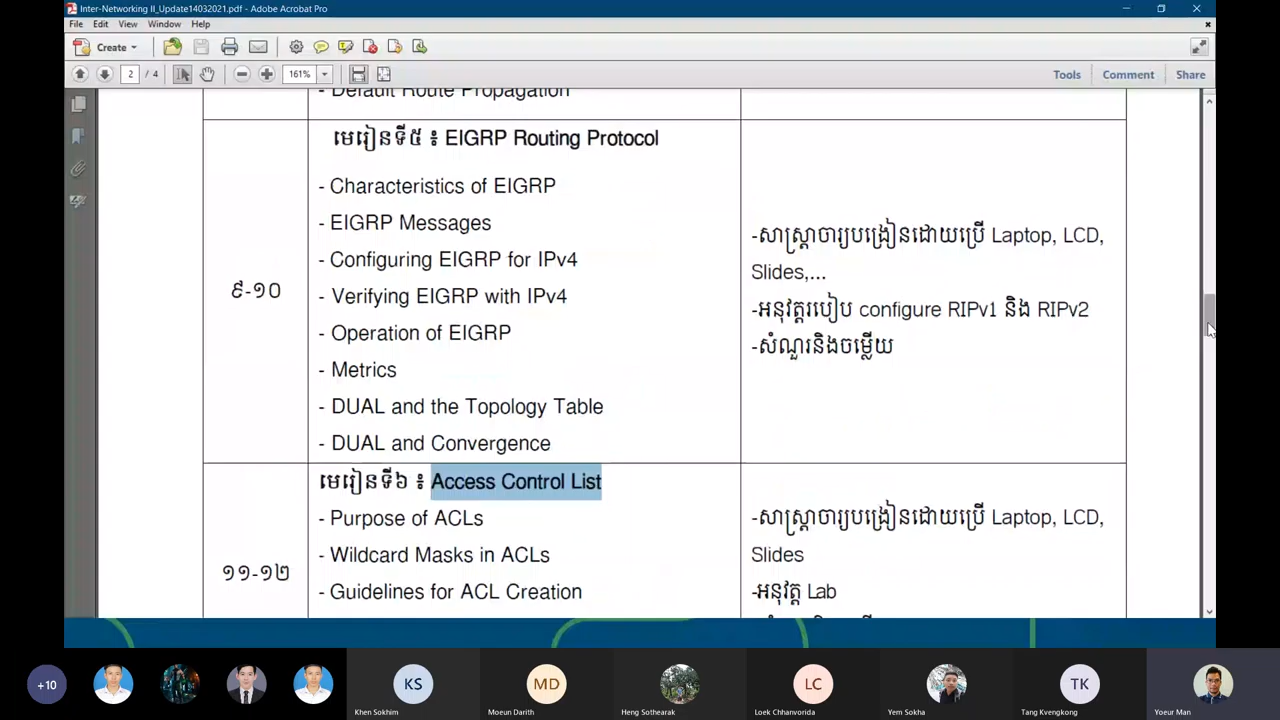 Inter-Networking II_Update14032021.pdf - Adobe Acrobat Pro
File Edit View Window Help
Create
2 / 4 161% Tools Comment Share
- Default Route Propagation
មេរៀនទី៥ ៖ EIGRP Routing Protocol
- Characteristics of EIGRP
- EIGRP Messages
- Configuring EIGRP for IPv4
- Verifying EIGRP with IPv4
- Operation of EIGRP
- Metrics
- DUAL and the Topology Table
- DUAL and Convergence
៩-១០
-សាស្ត្រាចារ្យបង្រៀនដោយប្រើ Laptop, LCD,
Slides,...
-អនុវត្តរបៀប configure RIPv1 និង RIPv2
-សំណួរនិងចម្លើយ
មេរៀនទី៦ ៖ Access Control List
- Purpose of ACLs
- Wildcard Masks in ACLs
- Guidelines for ACL Creation
១១-១២
-សាស្ត្រាចារ្យបង្រៀនដោយប្រើ Laptop, LCD,
Slides
-អនុវត្ត Lab
+10 KS MD LC TK
Khen Sokhim Moeun Darith Heng Sothearak Loek Chhanvorida Yem Sokha Tang Kvengkong Yoeur Man